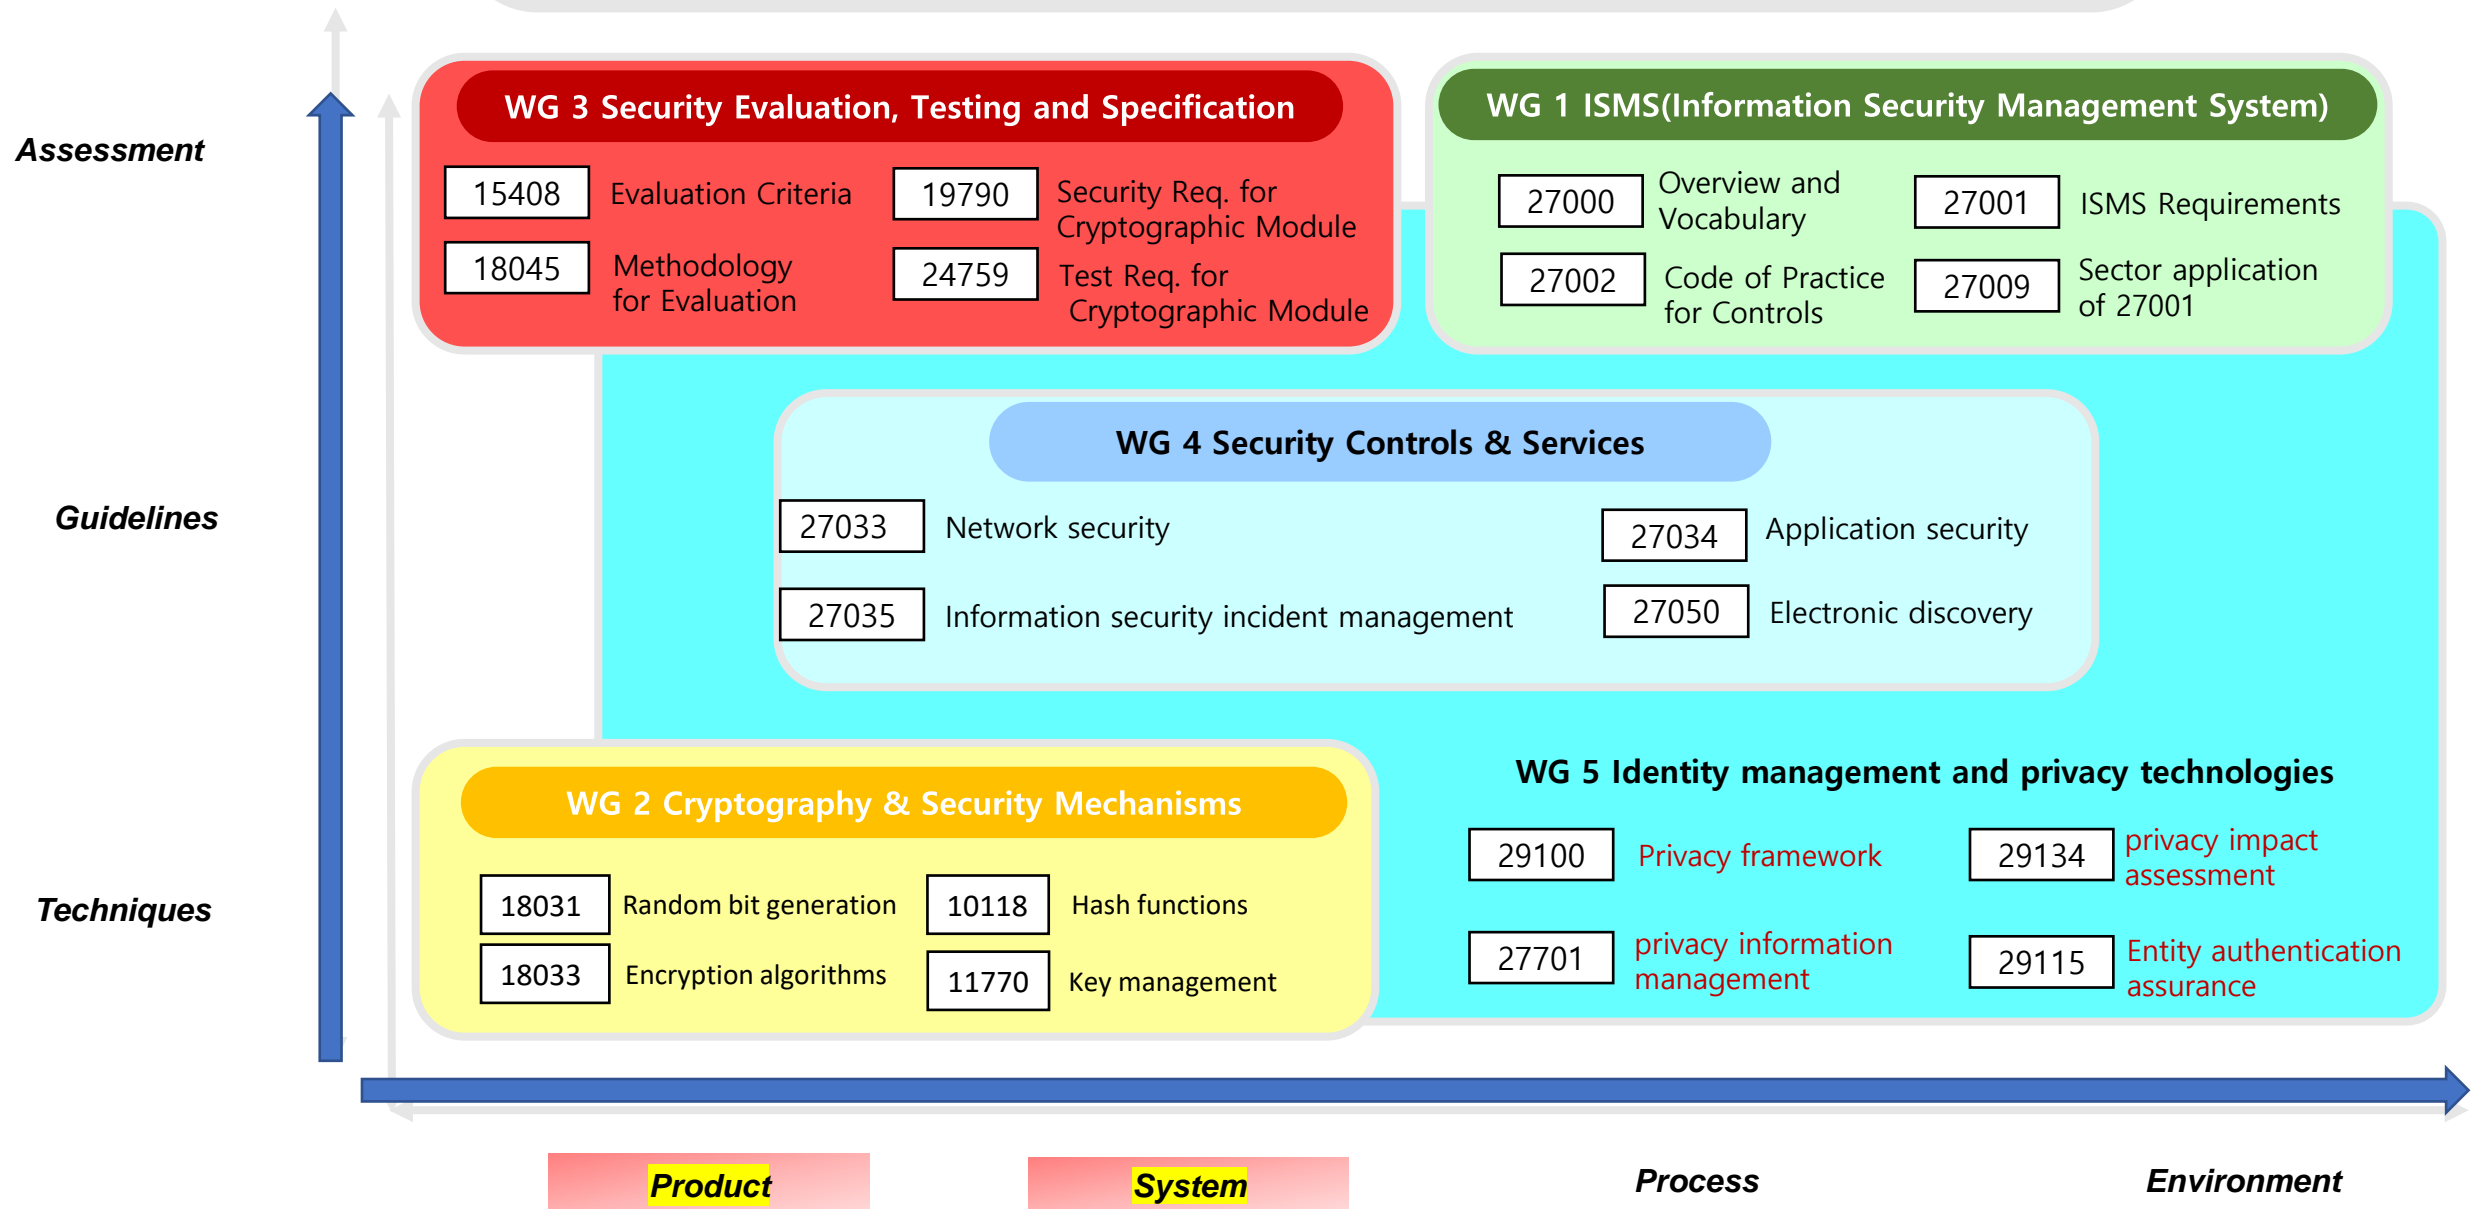 Assessment
WG 3 Security Evaluation, Testing and Specification
15408
Evaluation Criteria
19790
Security Req. for
Cryptographic Module
18045
Methodology
for Evaluation
24759
Test Req. for
Cryptographic Module
WG 1 ISMS(Information Security Management System)
27000
Overview and
Vocabulary
27001
ISMS Requirements
27002
Code of Practice
for Controls
27009
Sector application
of 27001
Guidelines
WG 4 Security Controls & Services
27033
Network security
27034
Application security
27035
Information security incident management
27050
Electronic discovery
Techniques
WG 2 Cryptography & Security Mechanisms
18031
Random bit generation
10118
Hash functions
18033
Encryption algorithms
11770
Key management
WG 5 Identity management and privacy technologies
29100
Privacy framework
29134
privacy impact
assessment
27701
privacy information
management
29115
Entity authentication
assurance
Product
System
Process
Environment